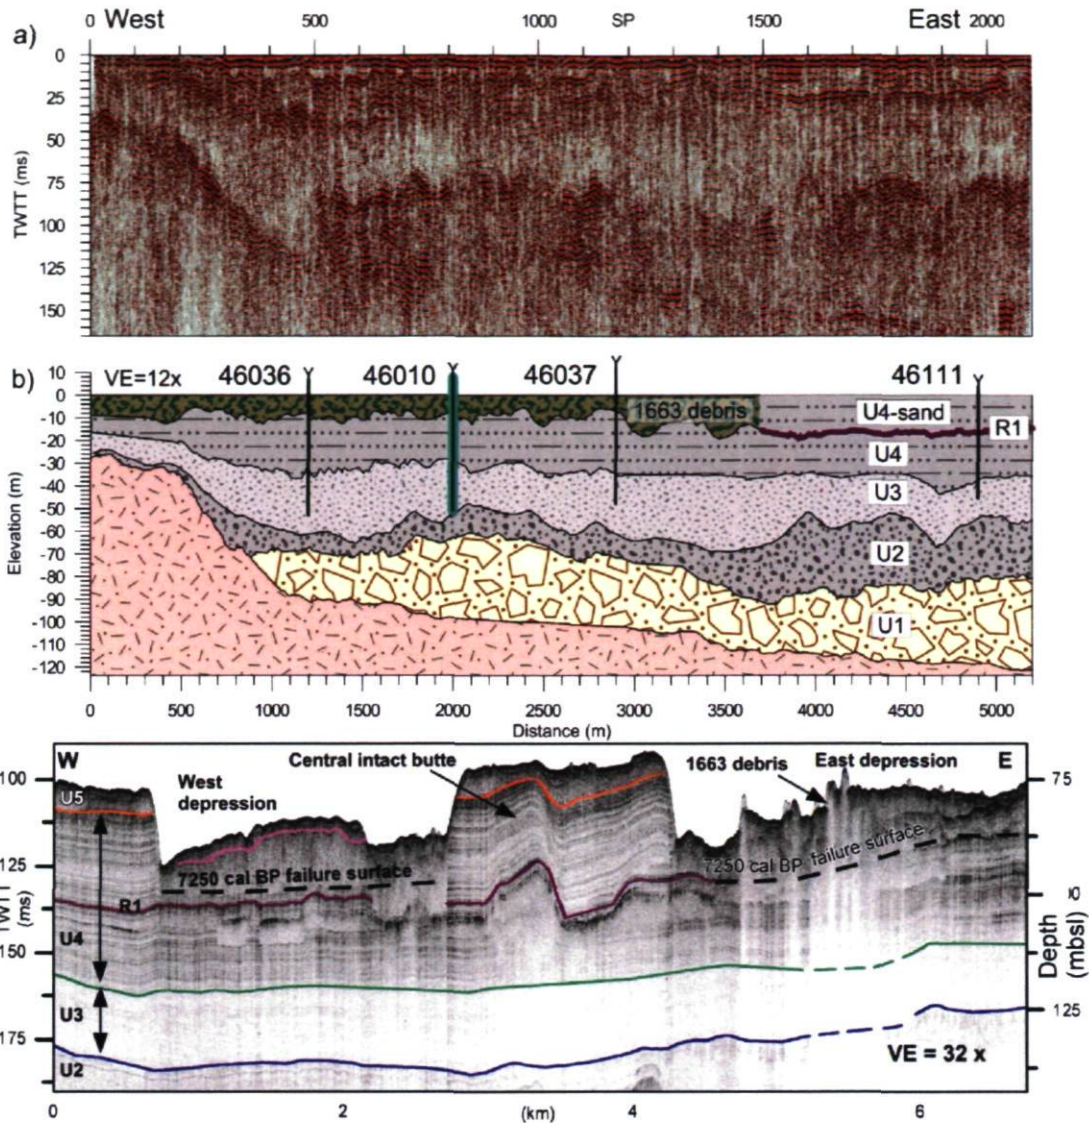 a)
0 West 500 1000 SP 1500 East 2000
TWTT (ms)
0
25
50
75
100
125
150
b)
VE=12x 46036 46010 46037 46111
Elevation (m)
10
0
-10
-20
-30
-40
-50
-60
-70
-80
-90
-100
-110
-120
1663 debris
U4-sand
R1
U4
U3
U2
U1
0 500 1000 1500 2000 2500 3000 3500 4000 4500 5000
Distance (m)
W
Central intact butte
1663 debris
East depression
E
West depression
U5
7250 cal BP failure surface
7250 cal BP failure surface
R1
U4
U3
U2
VE = 32 x
100
125
150
175
(ms)
75
125
Depth (mbsl)
0 2 (km) 4 6